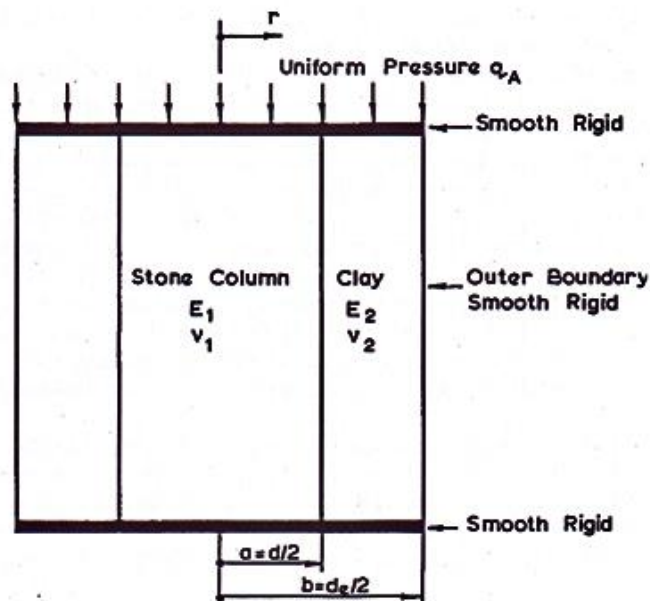 r
Uniform Pressure q_A
Smooth Rigid
Stone Column
E₁
ν₁
Clay
E₂
ν₂
Outer Boundary
Smooth Rigid
Smooth Rigid
a=d/2
b=dₑ/2